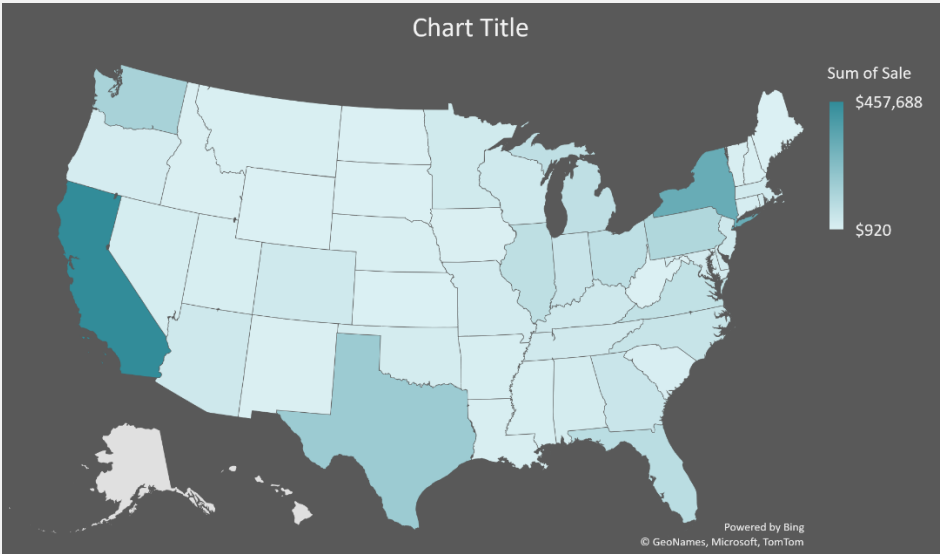 Chart Title
Sum of Sale
$457,688
$920
Powered by Bing
© GeoNames, Microsoft, TomTom